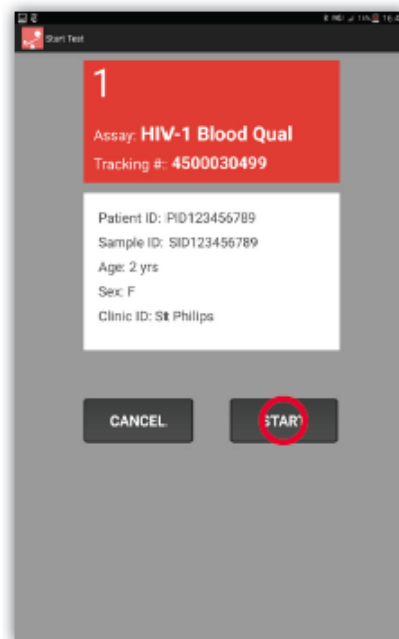 Start Test
1
Assay: HIV-1 Blood Qual
Tracking #: 4500030499
Patient ID: PID123456789
Sample ID: SID123456789
Age: 2 yrs
Sex: F
Clinic ID: St Philips
CANCEL
START